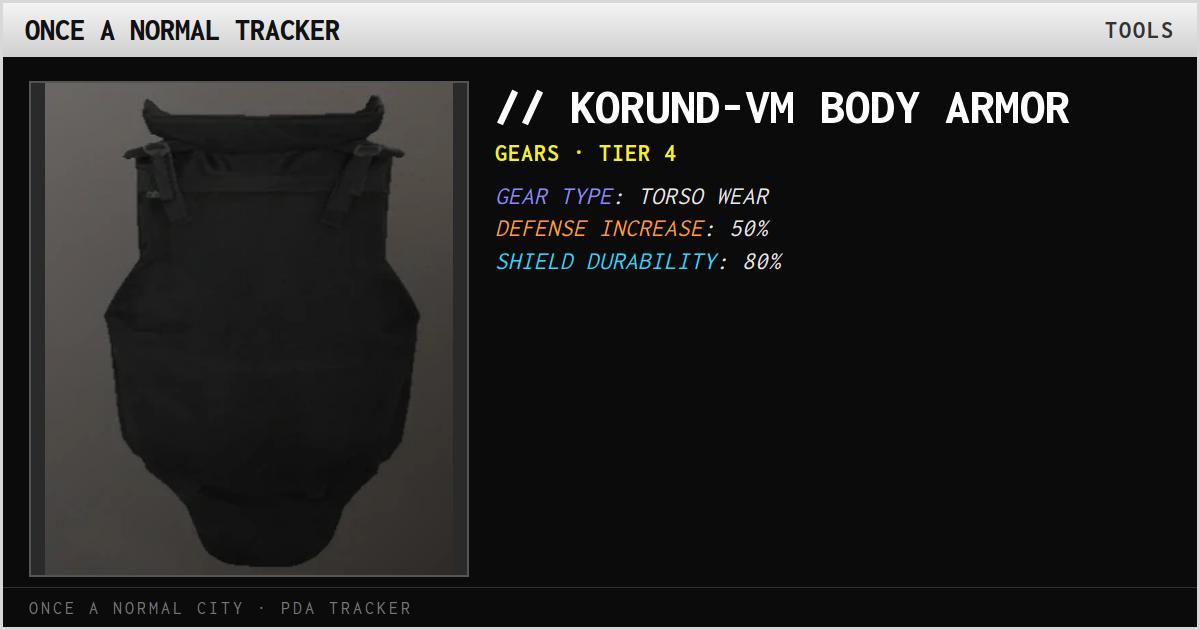 ONCE A NORMAL TRACKER
TOOLS
// KORUND-VM BODY ARMOR
GEARS · TIER 4
GEAR TYPE: TORSO WEAR
DEFENSE INCREASE: 50%
SHIELD DURABILITY: 80%
ONCE A NORMAL CITY · PDA TRACKER